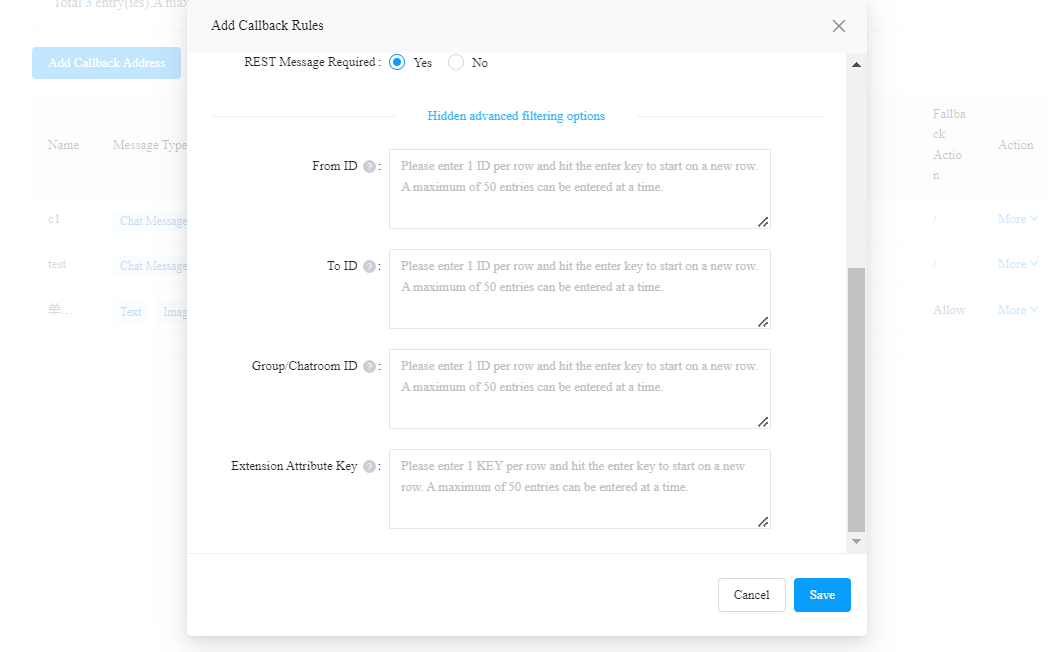 Total 3 entry(ies).A max
Add Callback Rules
Add Callback Address
REST Message Required : Yes No
Hidden advanced filtering options
Name Message Type Fallba
ck
Actio
n Action
From ID ? : Please enter 1 ID per row and hit the enter key to start on a new row.
A maximum of 50 entries can be entered at a time.
c1 Chat Message / More
To ID ? : Please enter 1 ID per row and hit the enter key to start on a new row.
A maximum of 50 entries can be entered at a time.
test Chat Message / More
单... Text Imag Allow More
Group/Chatroom ID ? : Please enter 1 ID per row and hit the enter key to start on a new row.
A maximum of 50 entries can be entered at a time.
Extension Attribute Key ? : Please enter 1 KEY per row and hit the enter key to start on a new
row. A maximum of 50 entries can be entered at a time.
Cancel Save